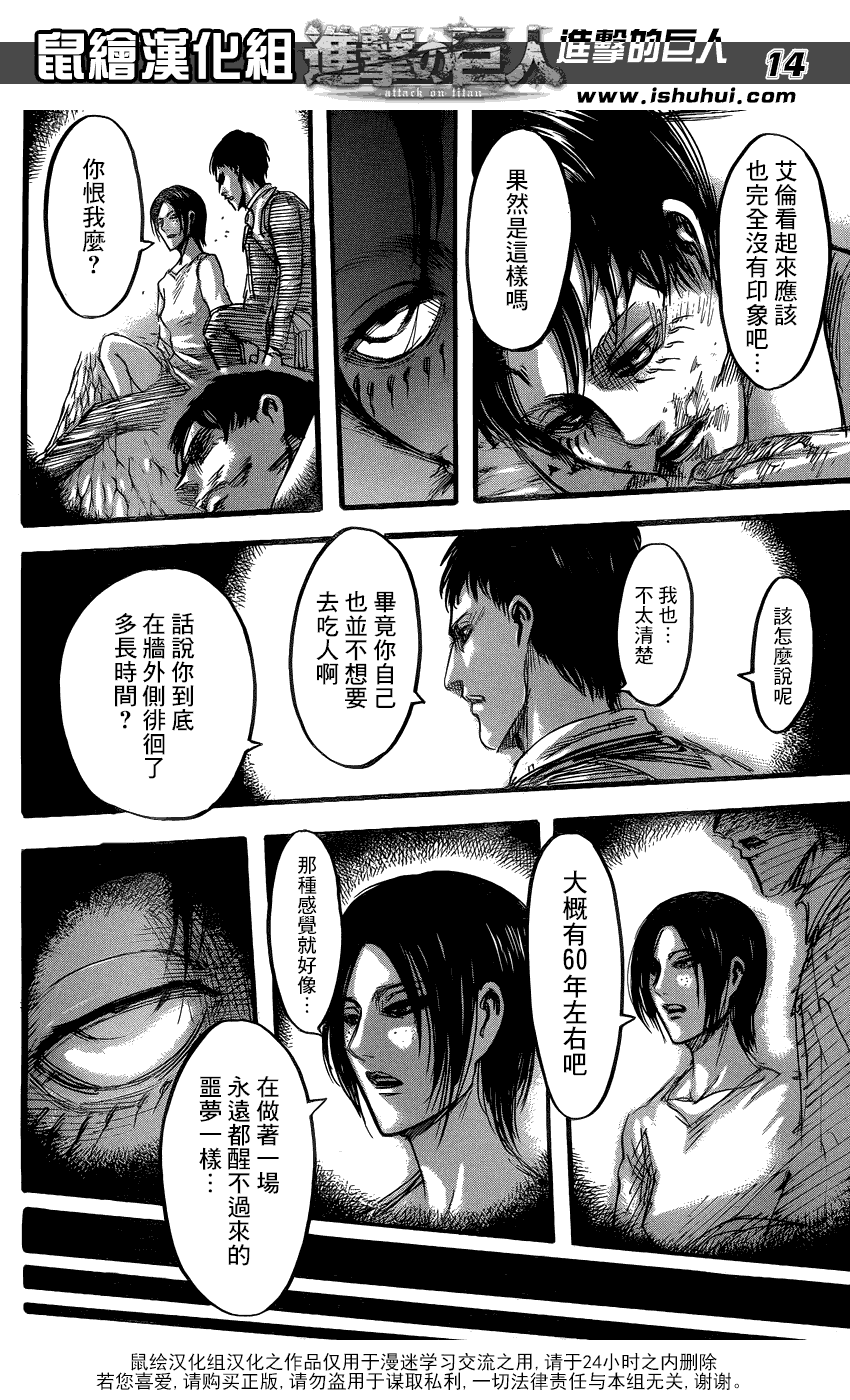 鼠繪漢化組
進撃の巨人
attack on titan
進擊的巨人
14
www.ishuhui.com
艾倫看起來應該
也完全沒有印象吧…
果然是這樣嗎
你恨我麼?
該怎麼說呢
我也…
不太清楚
畢竟你自己
也並不想要
去吃人啊
話說你到底
在牆外側徘徊了
多長時間?
大概有60年左右吧
那種感覺就好像…
在做著一場
永遠都醒不過來的
噩夢一樣…
鼠绘汉化组汉化之作品仅用于漫迷学习交流之用, 请于24小时之内删除
若您喜爱, 请购买正版, 请勿盗用于谋取私利, 一切法律责任与本组无关, 谢谢。